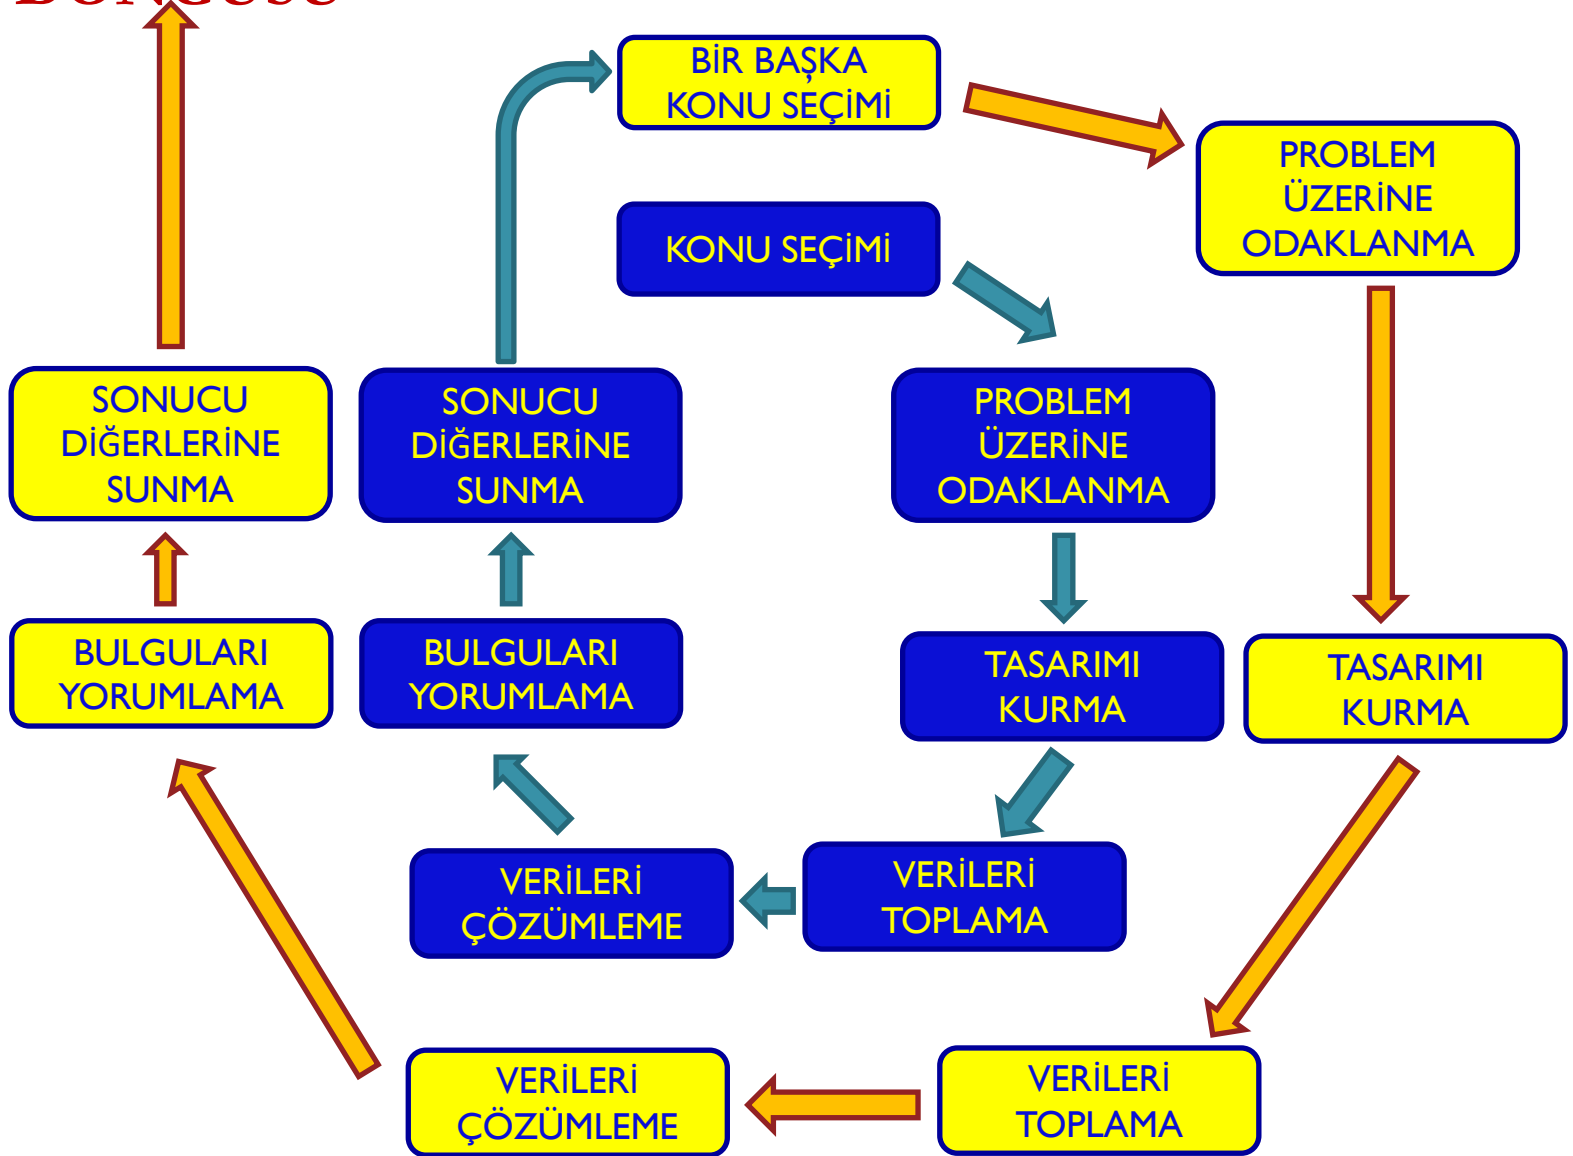 DÖNGÜSÜ
BİR BAŞKA
KONU SEÇİMİ
PROBLEM
ÜZERİNE
ODAKLANMA
KONU SEÇİMİ
SONUCU
DİĞERLERİNE
SUNMA
SONUCU
DİĞERLERİNE
SUNMA
PROBLEM
ÜZERİNE
ODAKLANMA
BULGULARI
YORUMLAMA
BULGULARI
YORUMLAMA
TASARIMI
KURMA
TASARIMI
KURMA
VERİLERİ
ÇÖZÜMLEME
VERİLERİ
TOPLAMA
VERİLERİ
ÇÖZÜMLEME
VERİLERİ
TOPLAMA